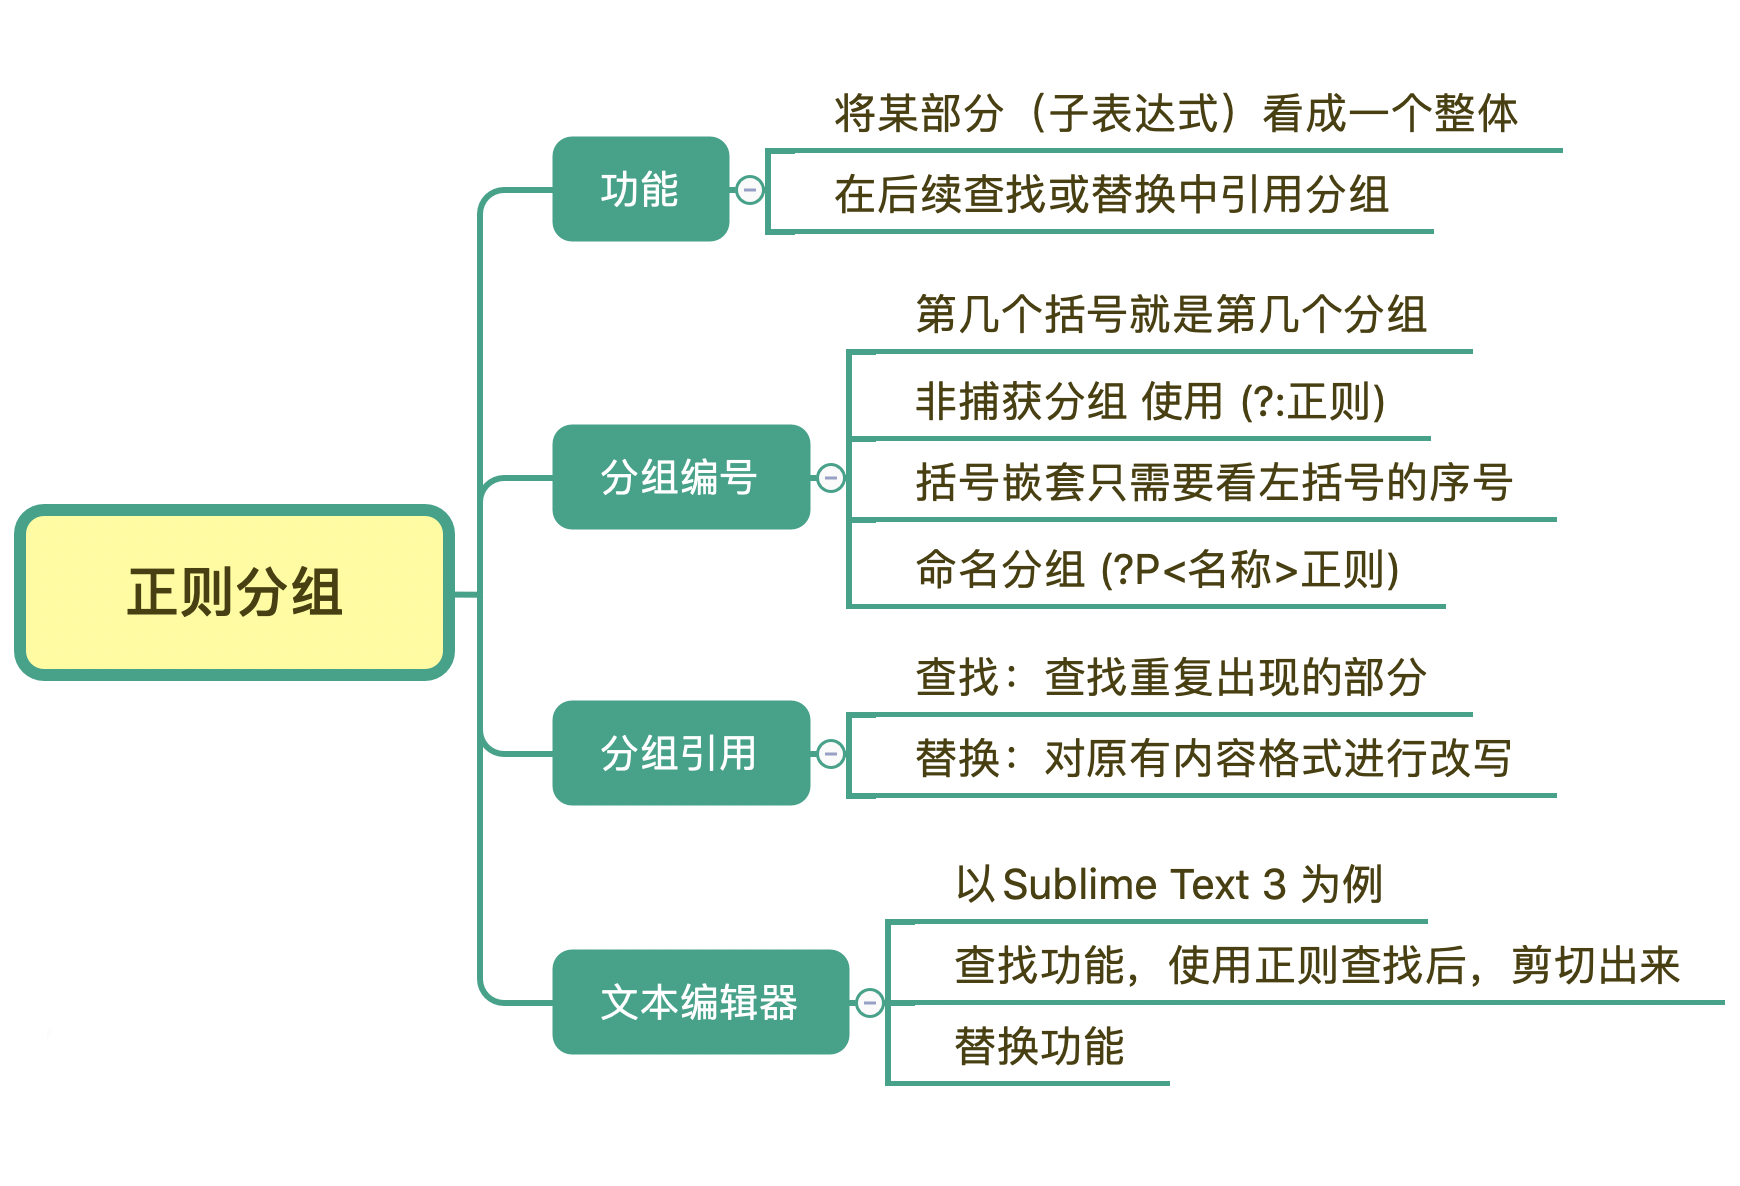 正则分组
功能
将某部分（子表达式）看成一个整体
在后续查找或替换中引用分组
分组编号
第几个括号就是第几个分组
非捕获分组 使用 (?:正则)
括号嵌套只需要看左括号的序号
命名分组 (?P<名称>正则)
分组引用
查找：查找重复出现的部分
替换：对原有内容格式进行改写
文本编辑器
以 Sublime Text 3 为例
查找功能，使用正则查找后，剪切出来
替换功能